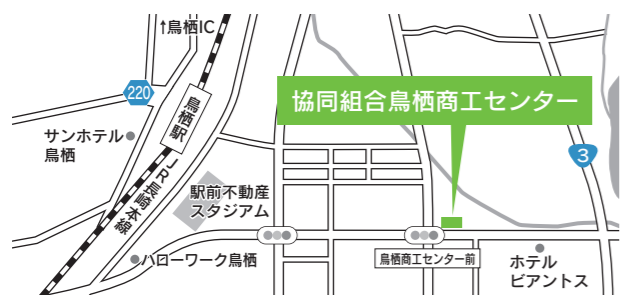 ↑鳥栖IC
220
鳥栖駅
協同組合鳥栖商工センター
サンホテル
鳥栖
3
JR長崎本線
駅前不動産
スタジアム
ハローワーク鳥栖
鳥栖商工センター前
ホテル
ビアントス